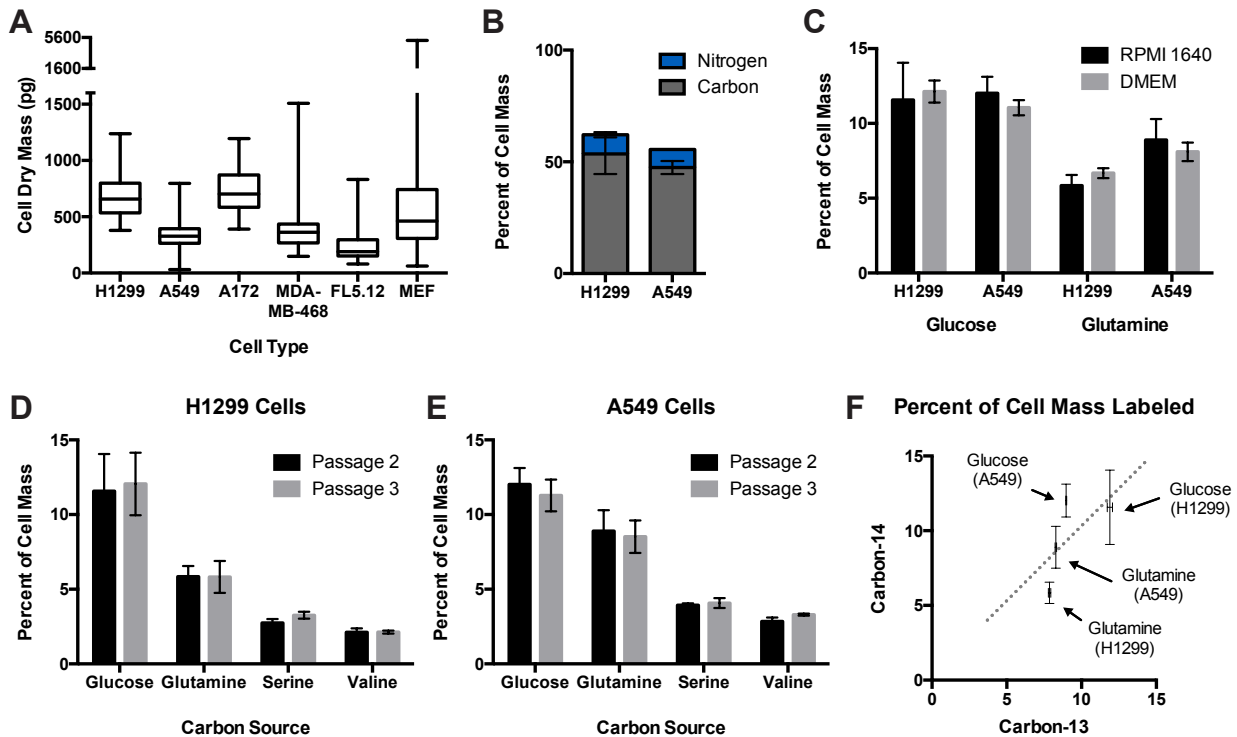 A
5600
1600
1500
1000
500
0
Cell Dry Mass (pg)
H1299 A549 A172 MDA- FL5.12 MEF
MB-468
Cell Type
B
100
50
0
Percent of Cell Mass
Nitrogen
Carbon
H1299 A549
C
15
10
5
0
Percent of Cell Mass
RPMI 1640
DMEM
H1299 A549 H1299 A549
Glucose Glutamine
D
H1299 Cells
15
10
5
0
Percent of Cell Mass
Passage 2
Passage 3
Glucose Glutamine Serine Valine
Carbon Source
E
A549 Cells
15
10
5
0
Percent of Cell Mass
Passage 2
Passage 3
Glucose Glutamine Serine Valine
Carbon Source
F
Percent of Cell Mass Labeled
15
10
5
0
Carbon-14
Glucose
(A549)
Glucose
(H1299)
Glutamine
(A549)
Glutamine
(H1299)
0 5 10 15
Carbon-13